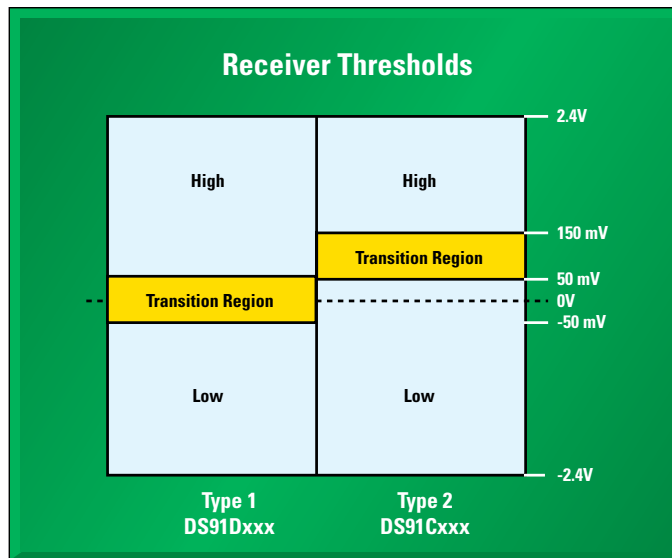 Receiver Thresholds
2.4V
High
High
150 mV
Transition Region
50 mV
Transition Region
0V
-50 mV
Low
Low
-2.4V
Type 1
DS91Dxxx
Type 2
DS91Cxxx